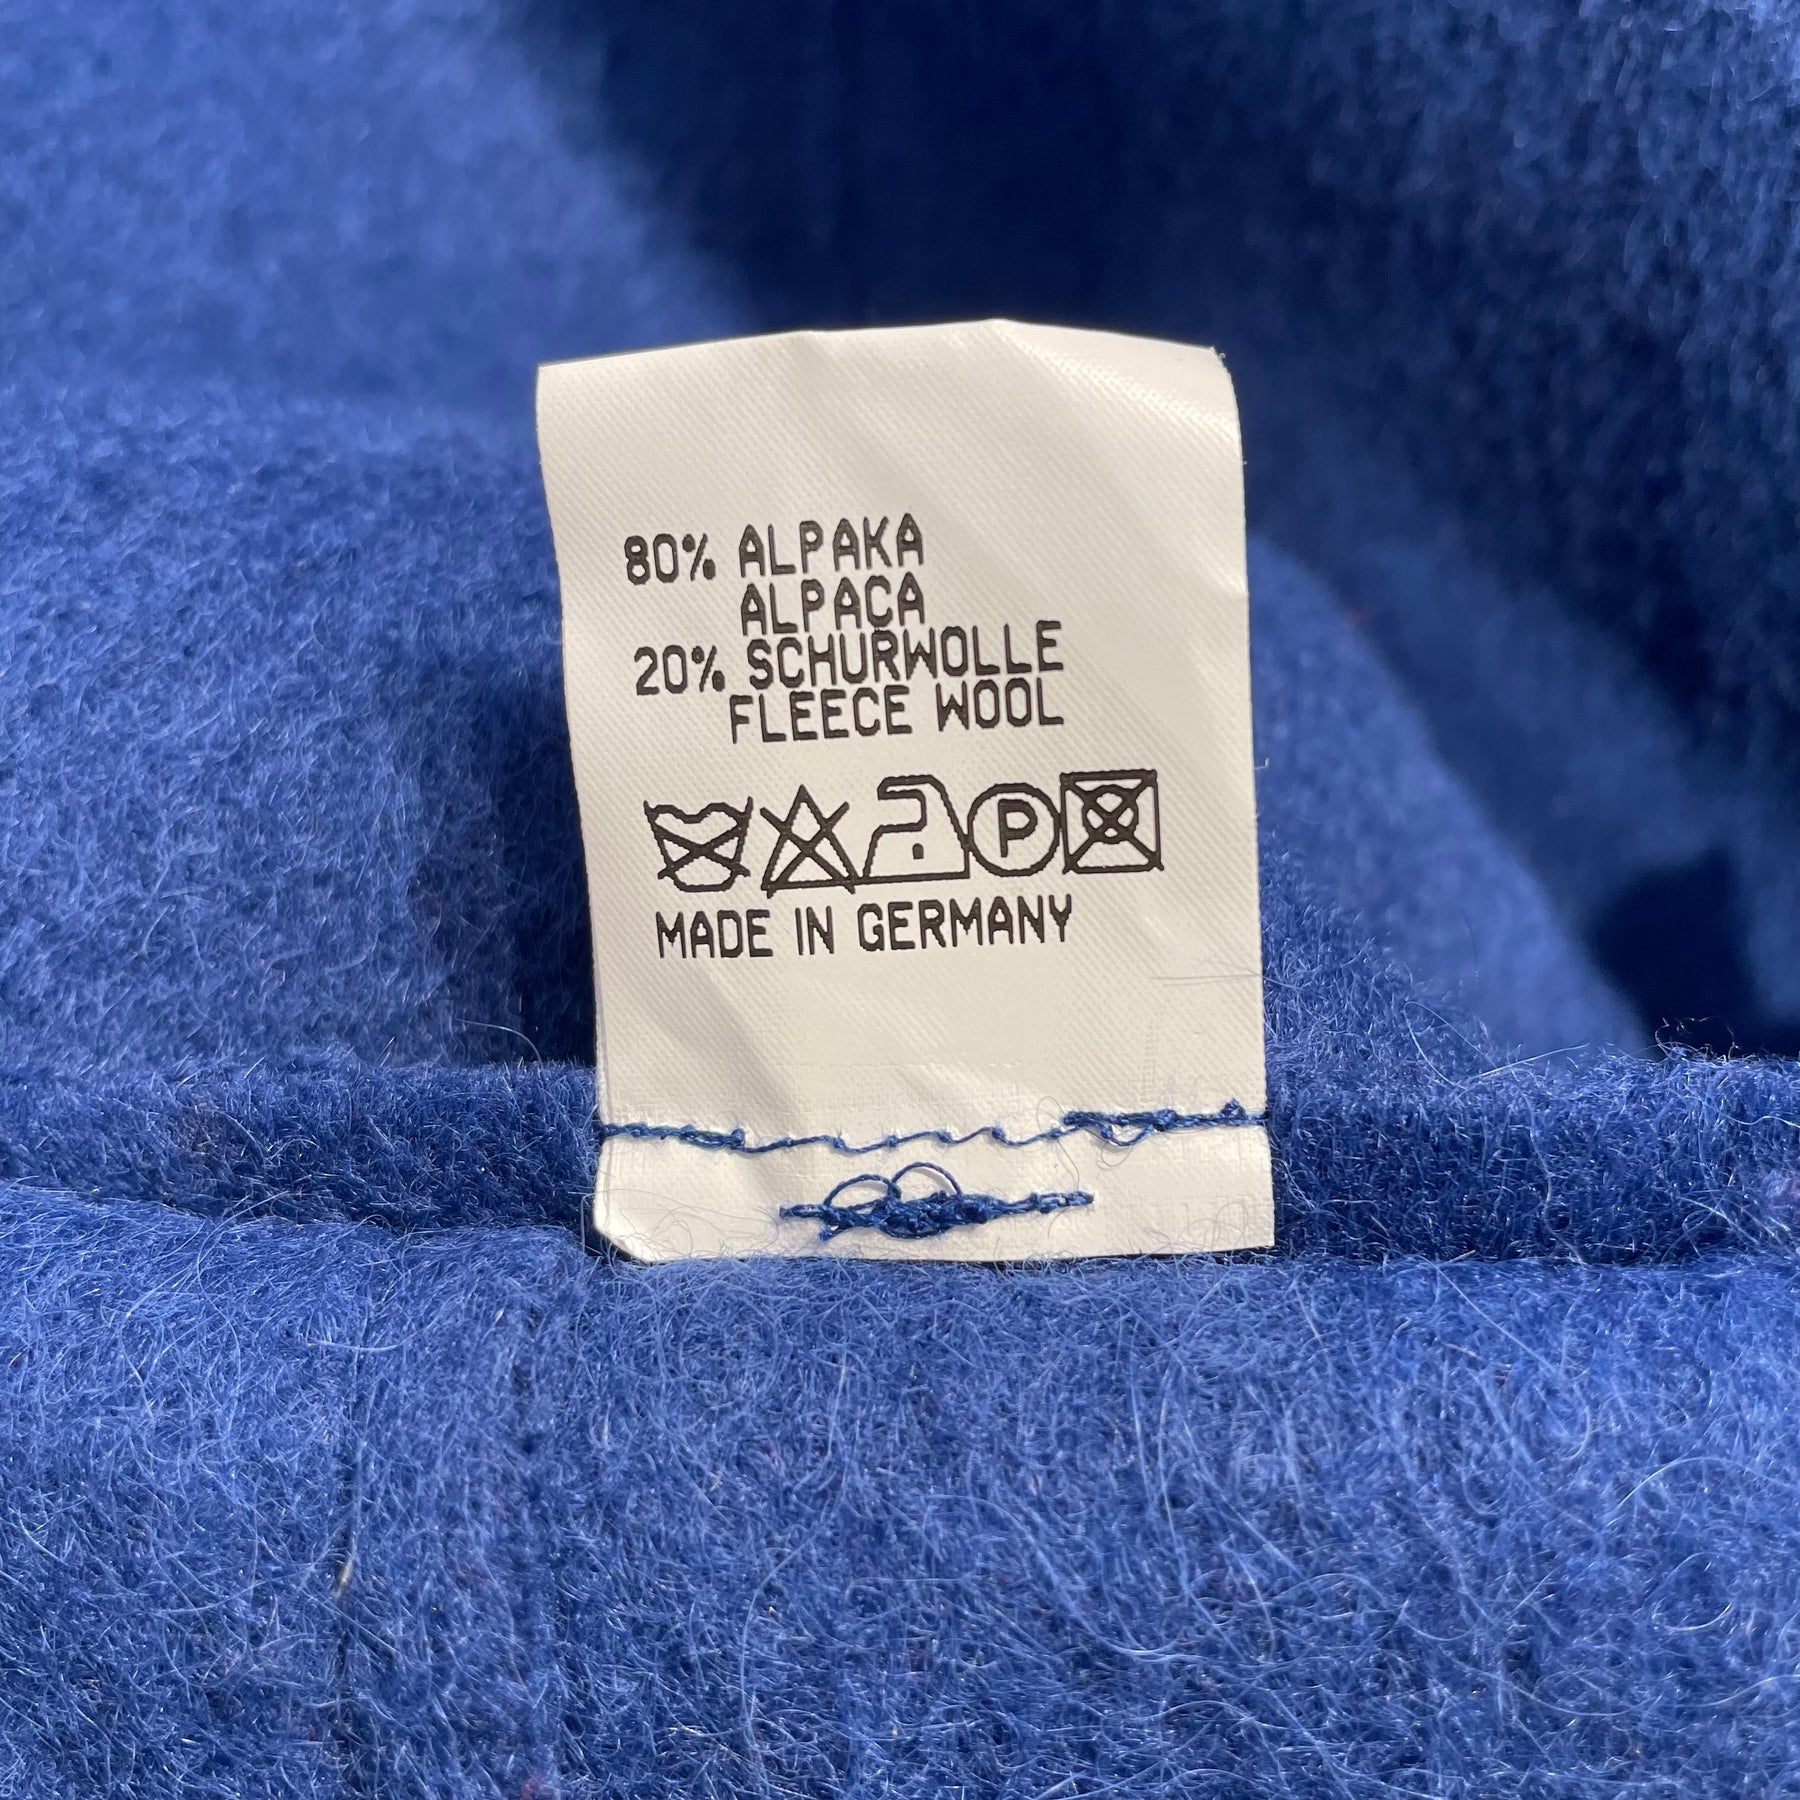 80% ALPAKA
ALPACA
20% SCHURWOLLE
FLEECE WOOL
P
MADE IN GERMANY